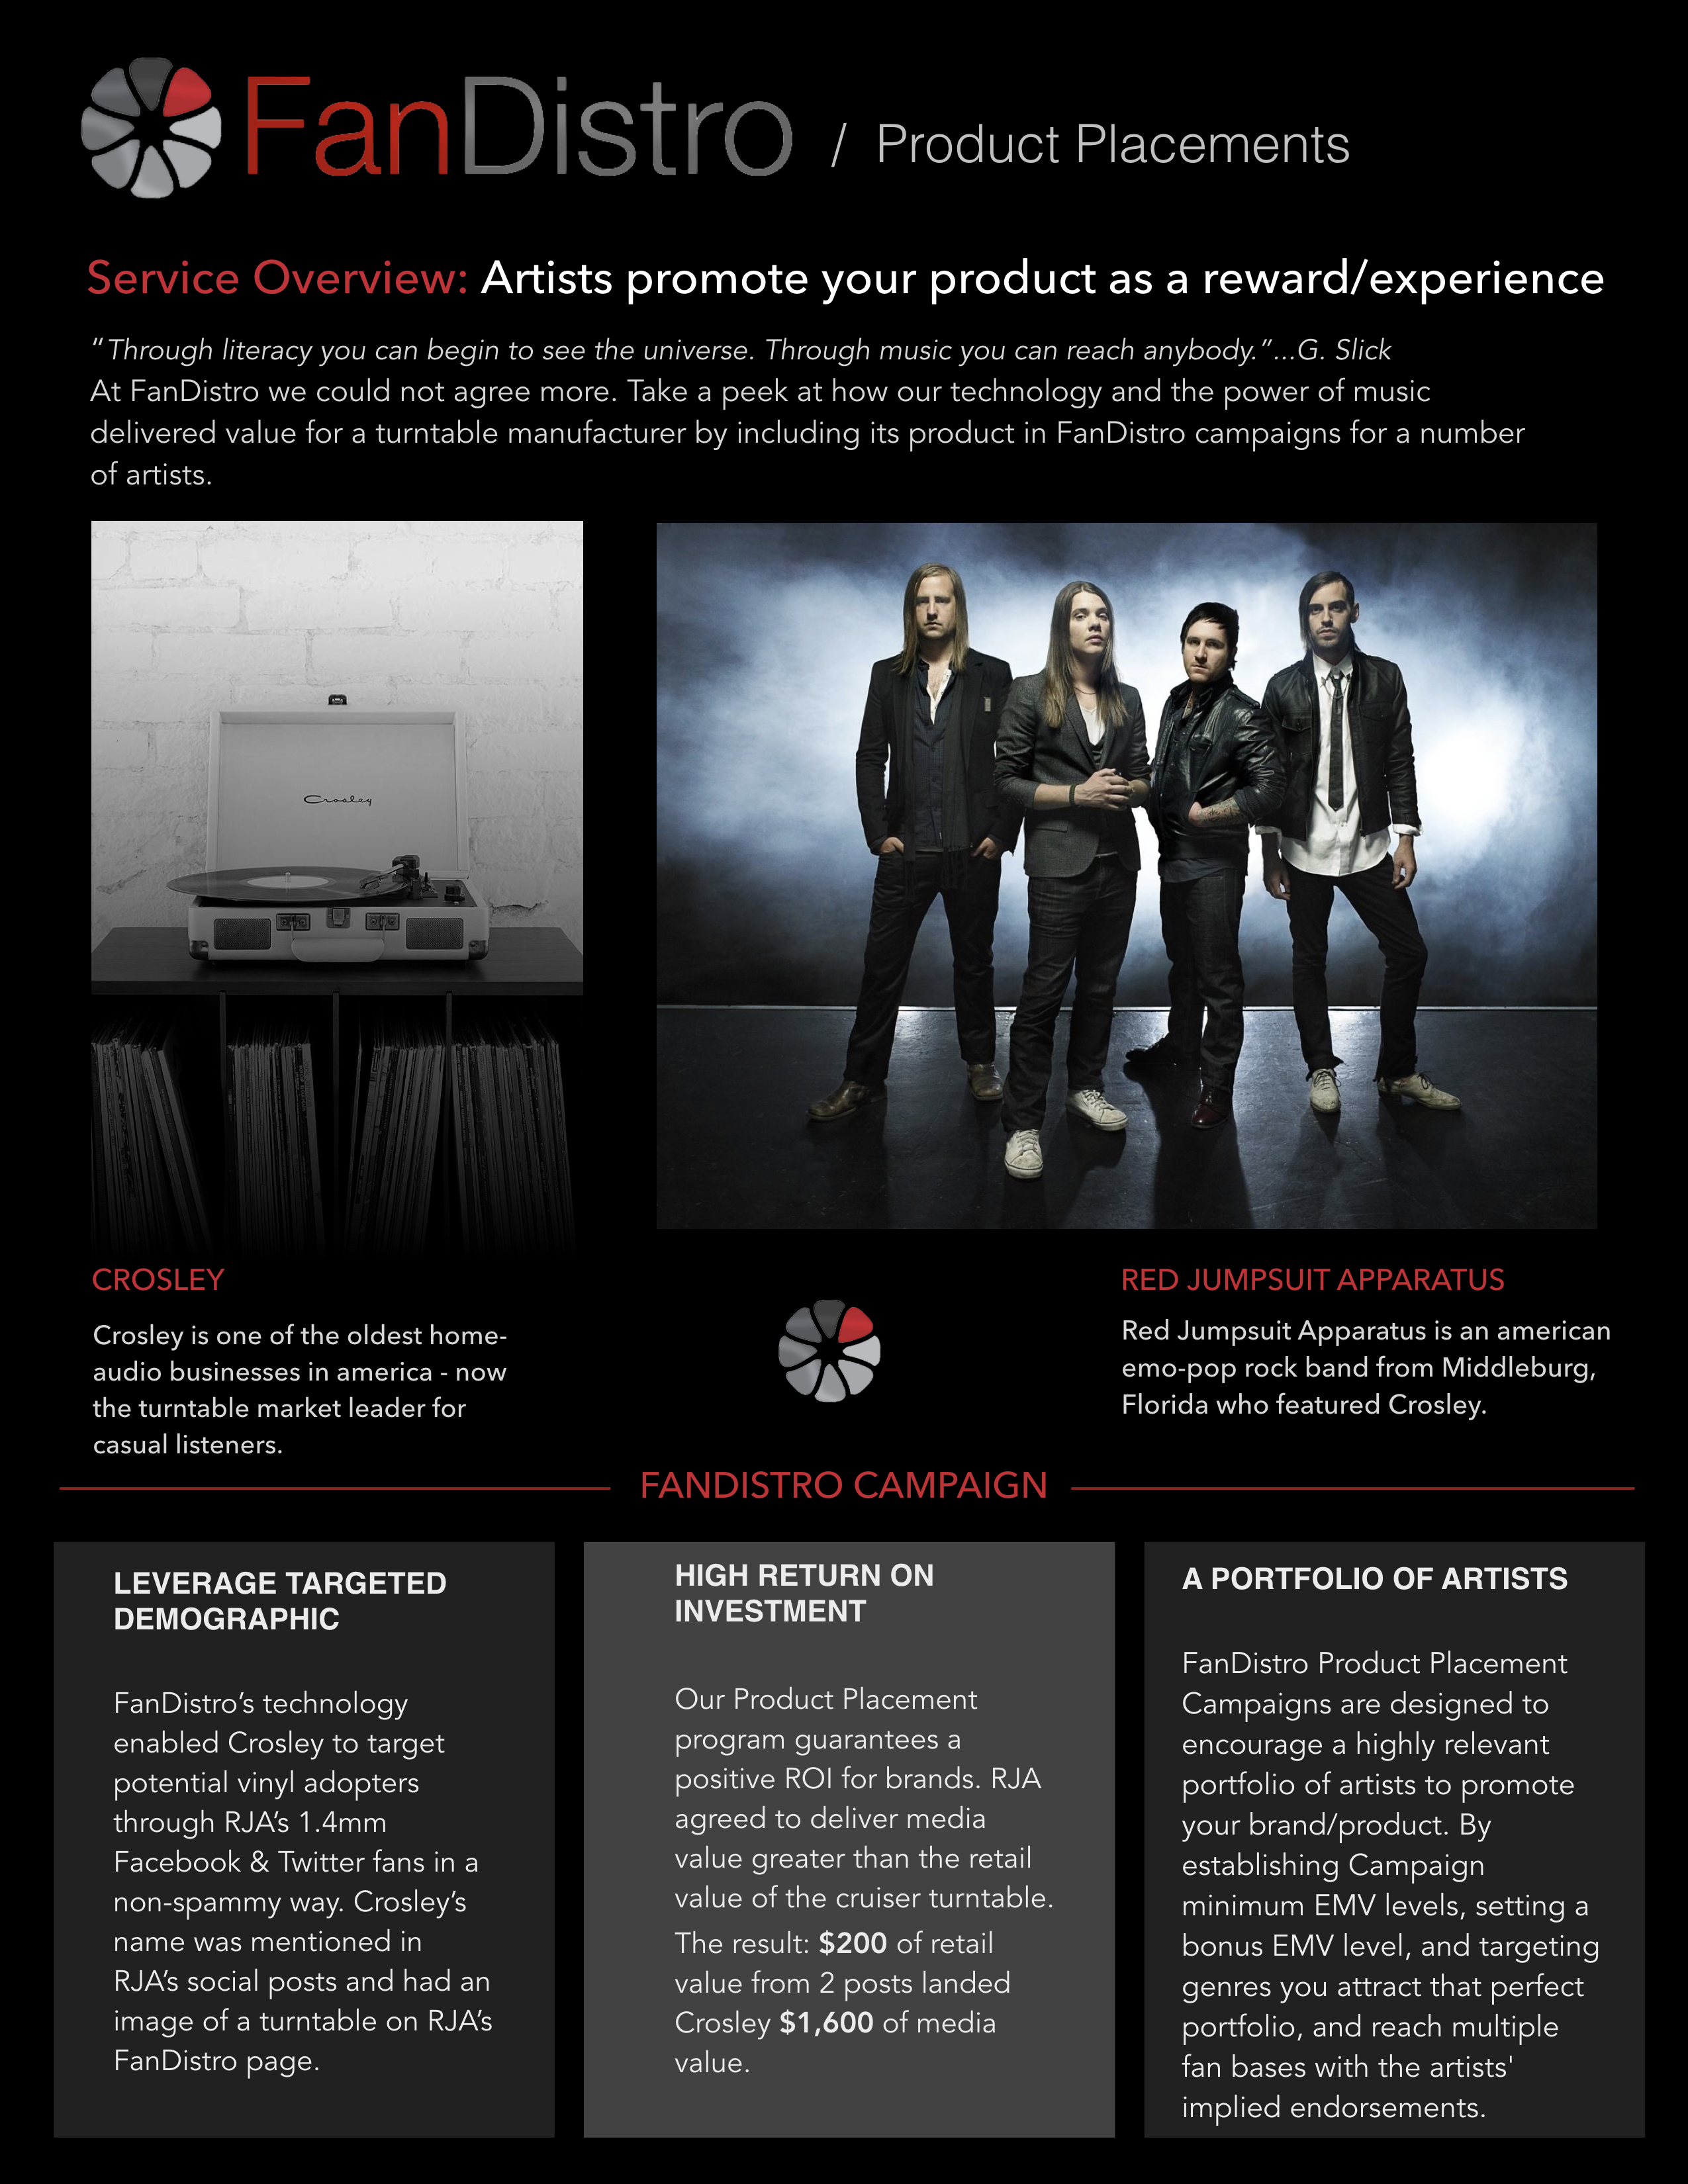 FanDistro / Product Placements
Service Overview: Artists promote your product as a reward/experience
“Through literacy you can begin to see the universe. Through music you can reach anybody.”...G. Slick
At FanDistro we could not agree more. Take a peek at how our technology and the power of music
delivered value for a turntable manufacturer by including its product in FanDistro campaigns for a number
of artists.
Crosley
CROSLEY
Crosley is one of the oldest home-
audio businesses in america - now
the turntable market leader for
casual listeners.
RED JUMPSUIT APPARATUS
Red Jumpsuit Apparatus is an american
emo-pop rock band from Middleburg,
Florida who featured Crosley.
FANDISTRO CAMPAIGN
LEVERAGE TARGETED
DEMOGRAPHIC
FanDistro’s technology
enabled Crosley to target
potential vinyl adopters
through RJA’s 1.4mm
Facebook & Twitter fans in a
non-spammy way. Crosley’s
name was mentioned in
RJA’s social posts and had an
image of a turntable on RJA’s
FanDistro page.
HIGH RETURN ON
INVESTMENT
Our Product Placement
program guarantees a
positive ROI for brands. RJA
agreed to deliver media
value greater than the retail
value of the cruiser turntable.
The result: $200 of retail
value from 2 posts landed
Crosley $1,600 of media
value.
A PORTFOLIO OF ARTISTS
FanDistro Product Placement
Campaigns are designed to
encourage a highly relevant
portfolio of artists to promote
your brand/product. By
establishing Campaign
minimum EMV levels, setting a
bonus EMV level, and targeting
genres you attract that perfect
portfolio, and reach multiple
fan bases with the artists'
implied endorsements.